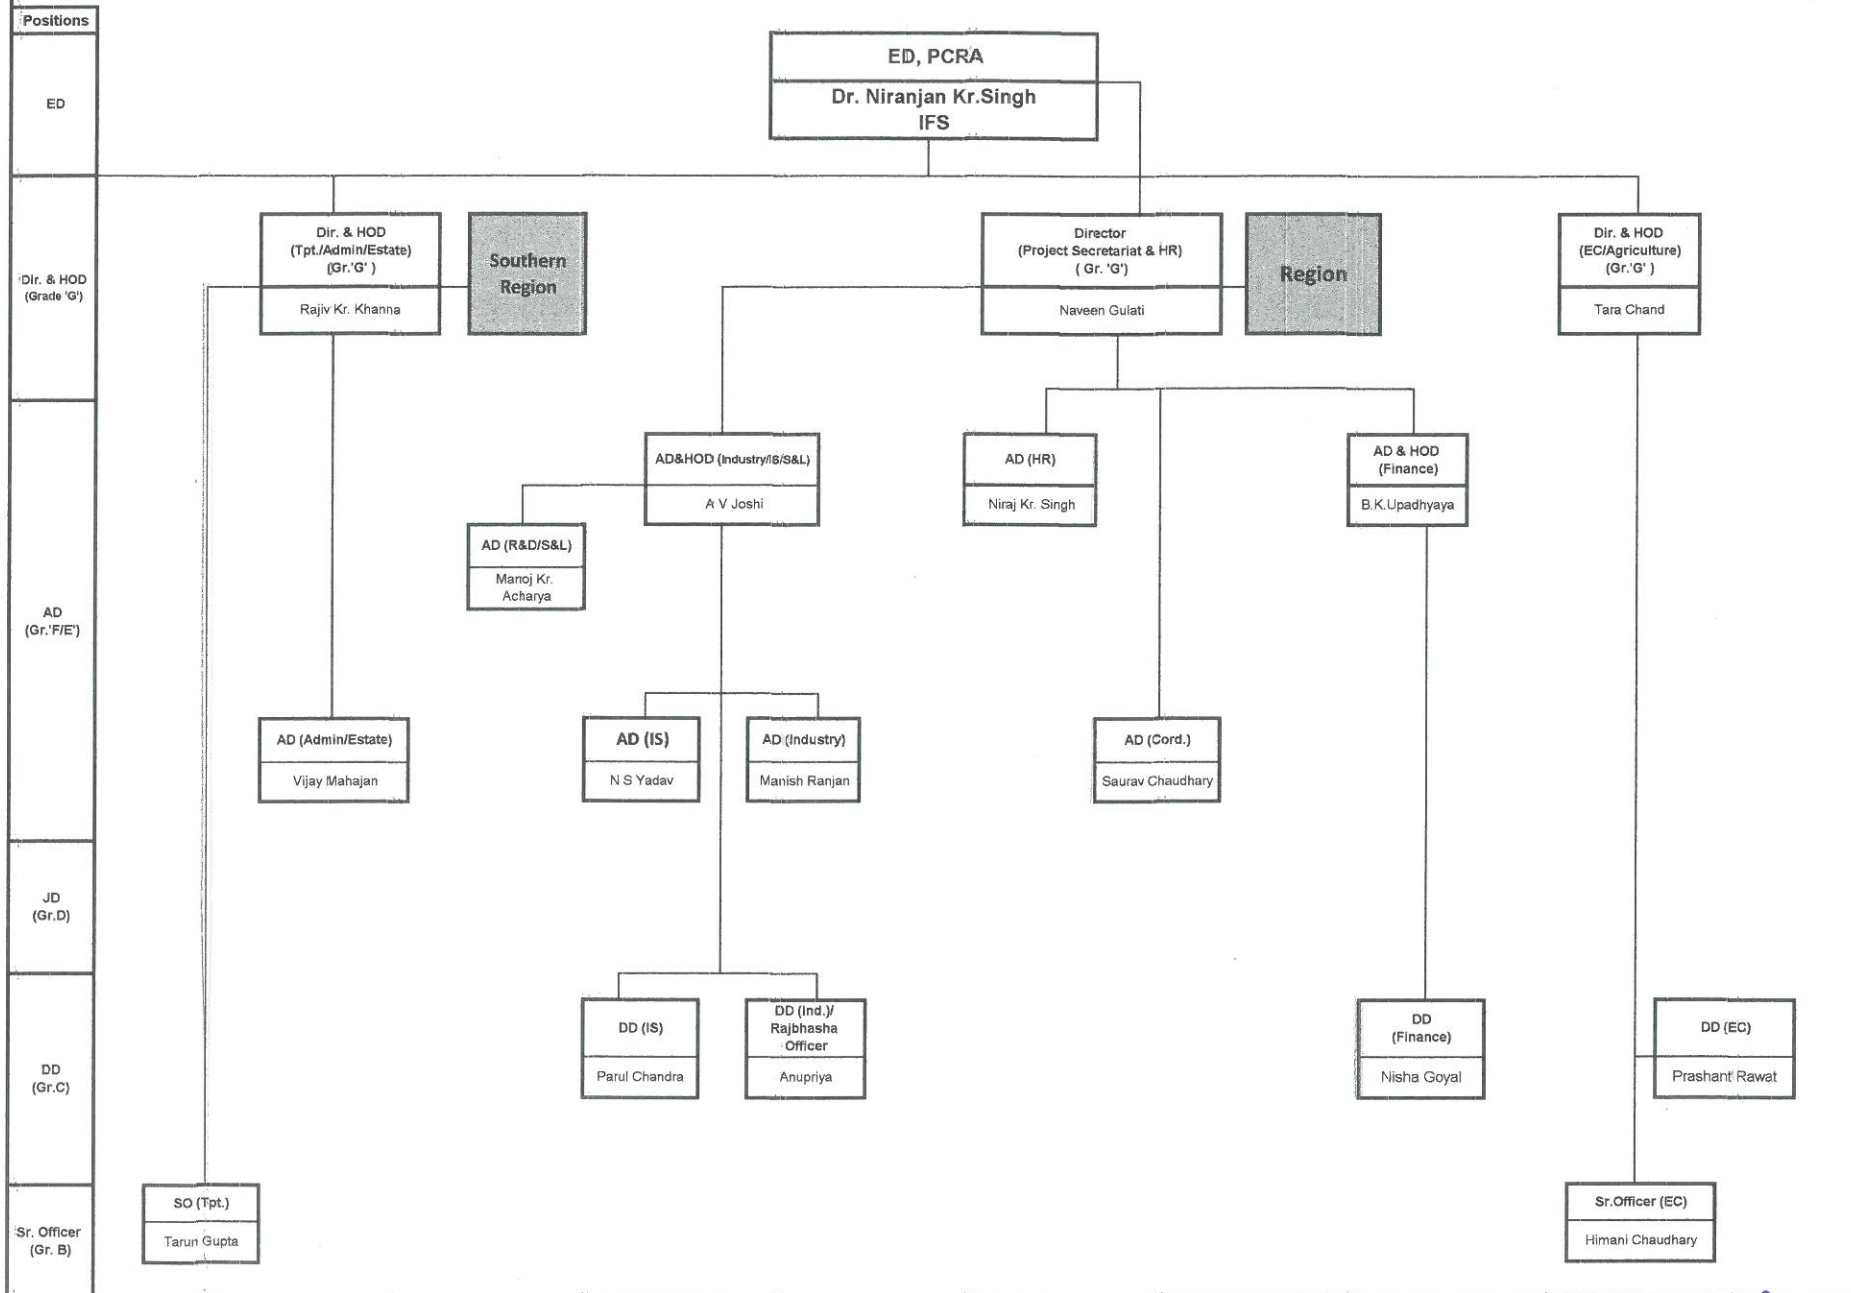 Positions
ED
Dir. & HOD
(Grade 'G')
AD
(Gr.'F/E')
JD
(Gr.D)
DD
(Gr.C)
Sr. Officer
(Gr. B)
ED, PCRA
Dr. Niranjan Kr.Singh
IFS
Dir. & HOD
(Tpt./Admin/Estate)
(Gr.'G' )
Rajiv Kr. Khanna
Southern
Region
Director
(Project Secretariat & HR)
( Gr. 'G')
Naveen Gulati
Region
Dir. & HOD
(EC/Agriculture)
(Gr.'G' )
Tara Chand
AD&HOD (Industry/IS/S&L)
A V Joshi
AD (HR)
Niraj Kr. Singh
AD & HOD
(Finance)
B.K.Upadhyaya
AD (R&D/S&L)
Manoj Kr.
Acharya
AD (Admin/Estate)
Vijay Mahajan
AD (IS)
N S Yadav
AD (Industry)
Manish Ranjan
AD (Cord.)
Saurav Chaudhary
DD (IS)
Parul Chandra
DD (Ind.)/
Rajbhasha
Officer
Anupriya
DD
(Finance)
Nisha Goyal
DD (EC)
Prashant Rawat
SO (Tpt.)
Tarun Gupta
Sr.Officer (EC)
Himani Chaudhary